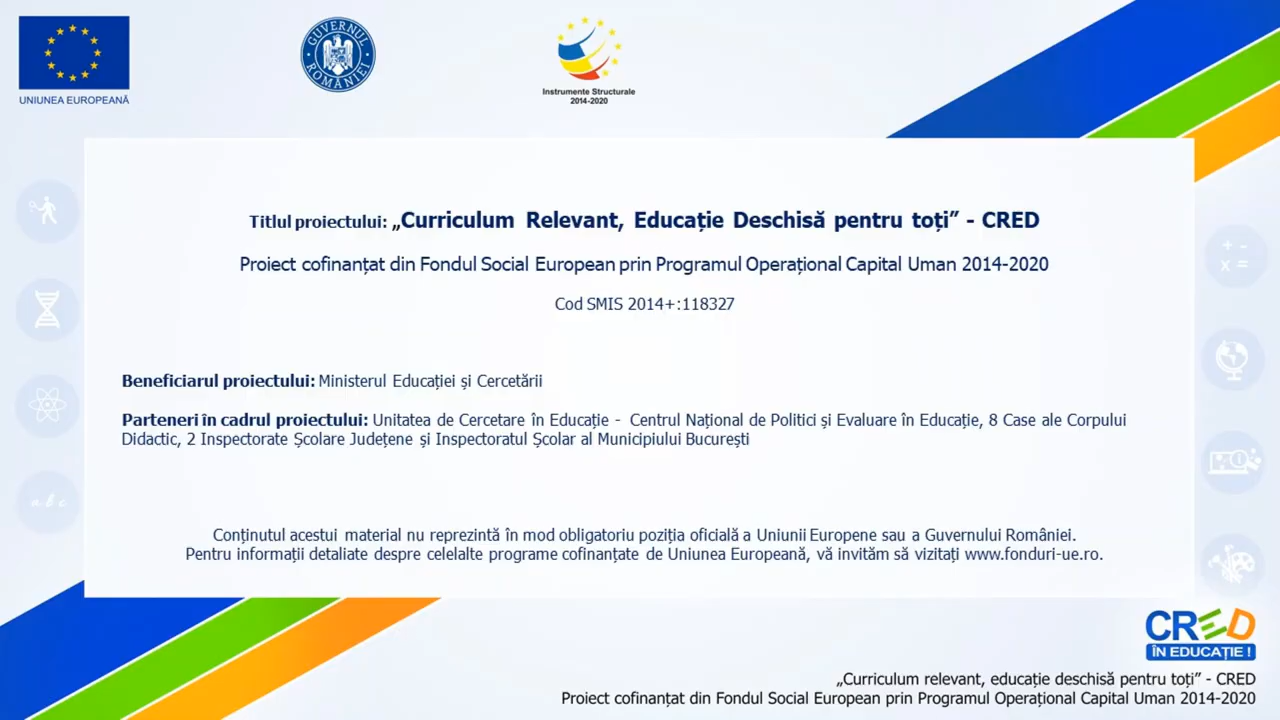 UNIUNEA EUROPEANĂ
GUVERNUL ROMÂNIEI
Instrumente Structurale
2014-2020
Titlul proiectului: „Curriculum Relevant, Educație Deschisă pentru toți” - CRED
Proiect cofinanțat din Fondul Social European prin Programul Operațional Capital Uman 2014-2020
Cod SMIS 2014+:118327
+ -
x =
Beneficiarul proiectului: Ministerul Educației și Cercetării
Parteneri în cadrul proiectului: Unitatea de Cercetare în Educație - Centrul Național de Politici și Evaluare în Educație, 8 Case ale Corpului
Didactic, 2 Inspectorate Școlare Județene și Inspectoratul Școlar al Municipiului București
a b c
Conținutul acestui material nu reprezintă în mod obligatoriu poziția oficială a Uniunii Europene sau a Guvernului României.
Pentru informații detaliate despre celelalte programe cofinanțate de Uniunea Europeană, vă invităm să vizitați www.fonduri-ue.ro.
CRED
ÎN EDUCAȚIE !
„Curriculum relevant, educație deschisă pentru toți” - CRED
Proiect cofinanțat din Fondul Social European prin Programul Operațional Capital Uman 2014-2020